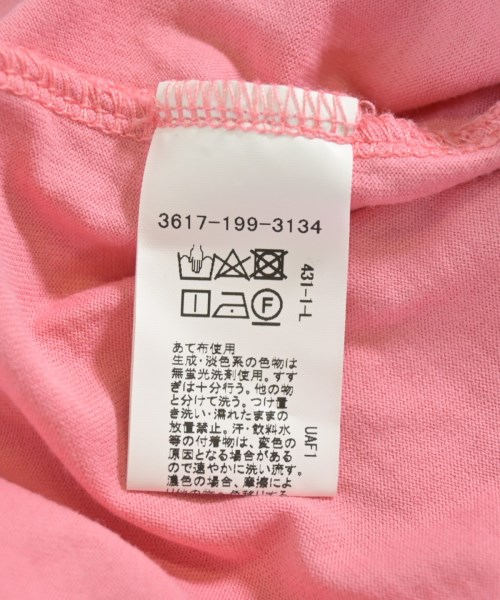 3617-199-3134
431-1-L
F
あて布使用
生成・淡色系の色物は
無蛍光洗剤使用。すす
ぎは十分行う。他の物
と分けて洗う。つけ置
き洗い・濡れたままの
放置禁止。汗・飲料水
等の付着物は、変色の
原因となる場合がある
ので速やかに洗い流す。
濃色の場合、摩擦によ
UAF1